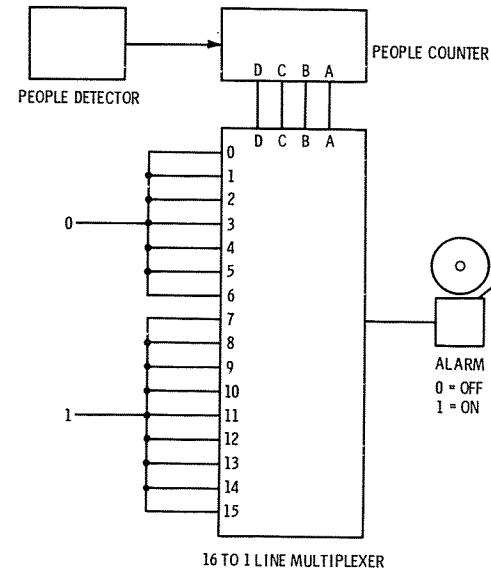 D C B A
PEOPLE COUNTER
PEOPLE DETECTOR
D C B A
0
1
2
0
3
4
5
6
7
8
9
10
1
11
12
13
14
15
ALARM
0 = OFF
1 = ON
16 TO 1 LINE MULTIPLEXER